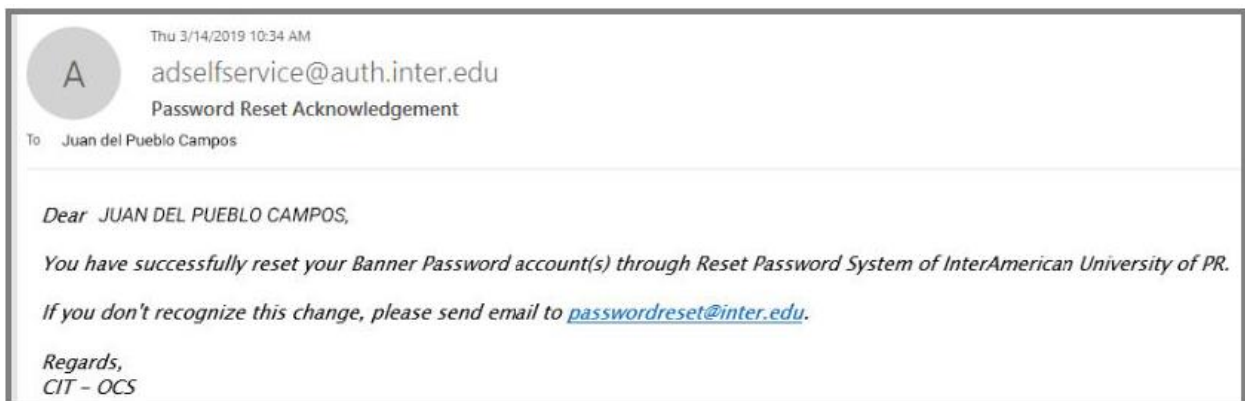 Thu 3/14/2019 10:34 AM
A
adselfservice@auth.inter.edu
Password Reset Acknowledgement
To Juan del Pueblo Campos
Dear JUAN DEL PUEBLO CAMPOS,
You have successfully reset your Banner Password account(s) through Reset Password System of InterAmerican University of PR.
If you don't recognize this change, please send email to passwordreset@inter.edu.
Regards,
CIT – OCS